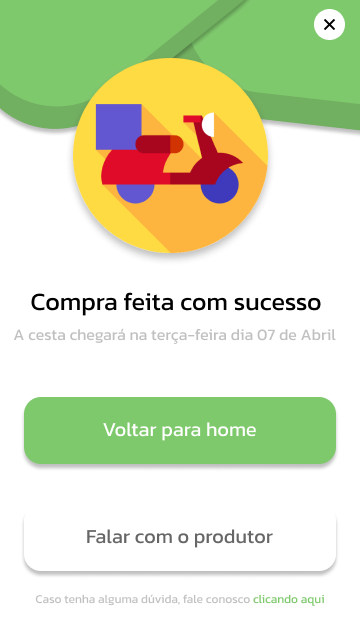 Compra feita com sucesso
A cesta chegará na terça-feira dia 07 de Abril
Voltar para home
Falar com o produtor
Caso tenha alguma dúvida, fale conosco clicando aqui